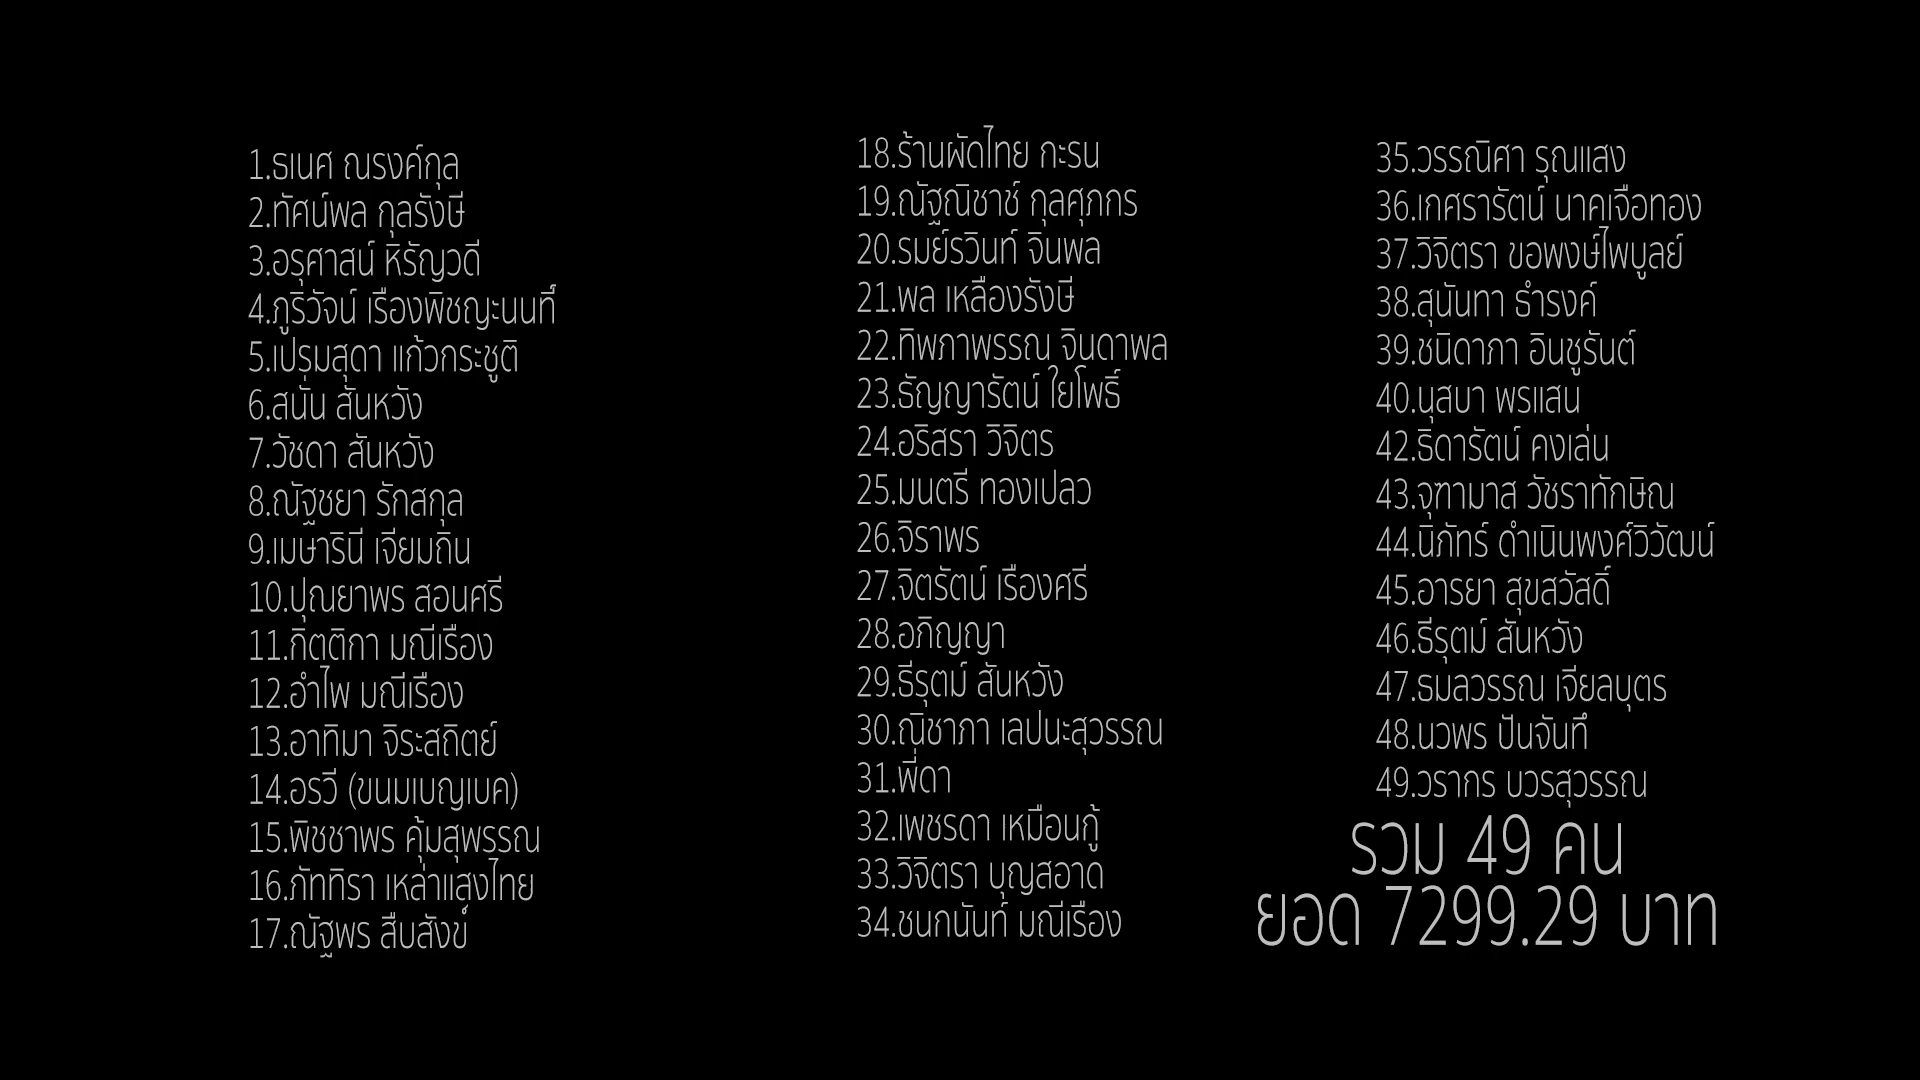 1.ธเนศ ณรงค์กุล
2.ทัศน์พล กุลรังษี
3.อรุศาสน์ หิรัญวดี
4.ภูริวัจน์ เรืองพิชญะนนท์
5.เปรมสุดา แก้วกระชูติ
6.สนั่น สันหวัง
7.วัชดา สันหวัง
8.ณัฐชยา รักสกุล
9.เมษารินี เจียมถิ่น
10.ปุณยาพร สอนศรี
11.กิตติกา มณีเรือง
12.อำไพ มณีเรือง
13.อาทิมา จิระสถิตย์
14.อรวี (ขนมเบญเบค)
15.พิชชาพร คุ้มสุพรรณ
16.ภัททิรา เหล่าแสงไทย
17.ณัฐพร สืบสังข์
18.ร้านผัดไทย กะรน
19.ณัฐณิชาช์ กุลศุภกร
20.รมย์รวินท์ จินพล
21.พล เหลืองรังษี
22.ทิพภาพรรณ จินดาพล
23.ธัญญารัตน์ ใยโพธิ์
24.อริสรา วิจิตร
25.มนตรี ทองเปลว
26.จิราพร
27.จิตรัตน์ เรืองศรี
28.อภิญญา
29.ธีรุตม์ สันหวัง
30.ณิชาภา เลปนะสุวรรณ
31.พี่ดา
32.เพชรดา เหมือนกู้
33.วิจิตรา บุญสอาด
34.ชนกนันท์ มณีเรือง
35.วรรณิศา รุณแสง
36.เกศรารัตน์ นาคเจือทอง
37.วิจิตรา ขอพงษ์ไพบูลย์
38.สุนันทา ธำรงค์
39.ชนิดาภา อินชูรันต์
40.นุสบา พรแสน
42.ธิดารัตน์ คงเล่น
43.จุฑามาส วัชราทักษิณ
44.นิภัทร์ ดำเนินพงศ์วิวัฒน์
45.อารยา สุขสวัสดิ์
46.ธีรุตม์ สันหวัง
47.ธมลวรรณ เจียลบุตร
48.นวพร ปันจันทึ
49.วรากร บวรสุวรรณ
รวม 49 คน
ยอด 7299.29 บาท